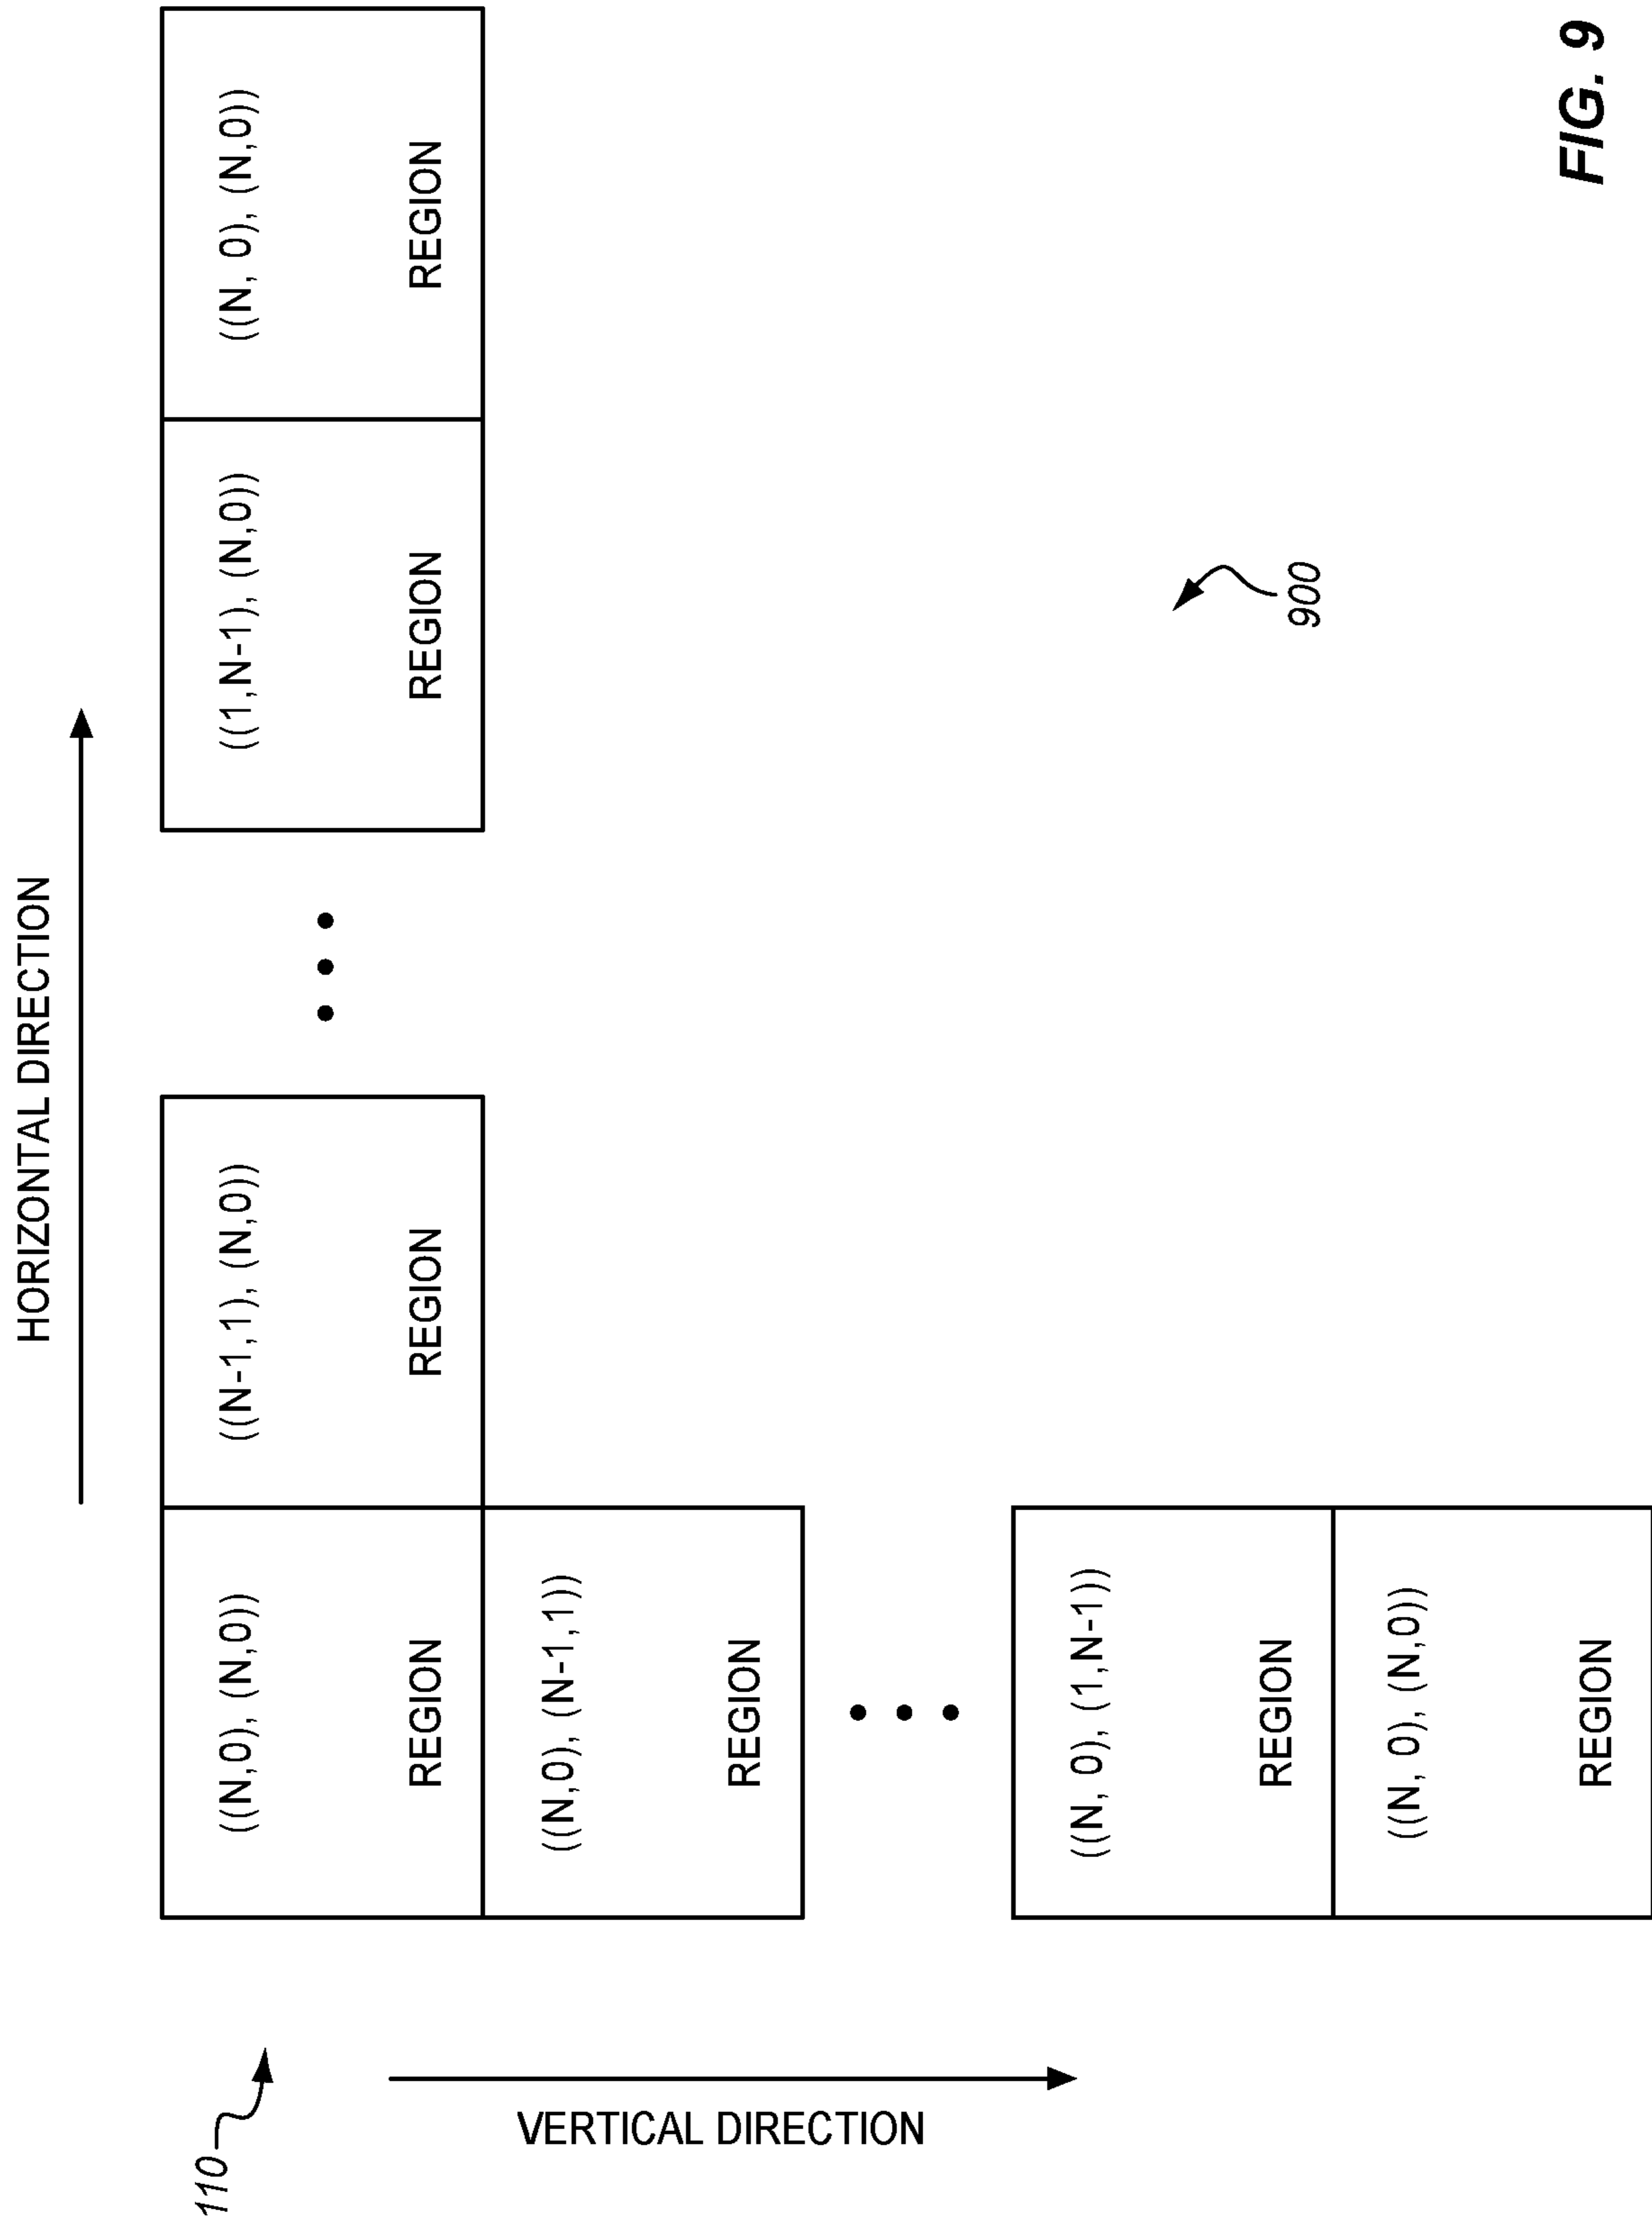 HORIZONTAL DIRECTION
110
((N,0), (N,0))
REGION
((N-1,1), (N,0))
REGION
((1,N-1), (N,0))
REGION
((N, 0), (N,0))
REGION
VERTICAL DIRECTION
((N,0), (N-1,1))
REGION
((N, 0), (1,N-1))
REGION
((N, 0), (N,0))
REGION
900
FIG. 9